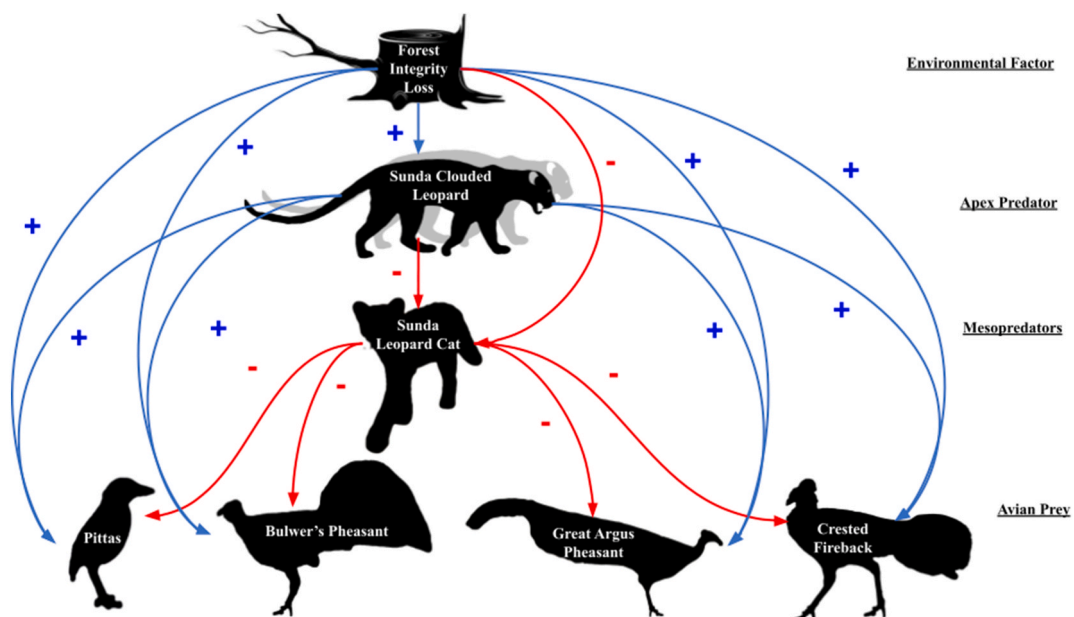 Forest
Integrity
Loss
Environmental Factor
+
+
+
-
+
+
Sunda Clouded
Leopard
Apex Predator
-
+
+
+
+
Sunda
Leopard Cat
Mesopredators
-
-
-
-
Pittas
Bulwer's Pheasant
Great Argus
Pheasant
Crested
Fireback
Avian Prey